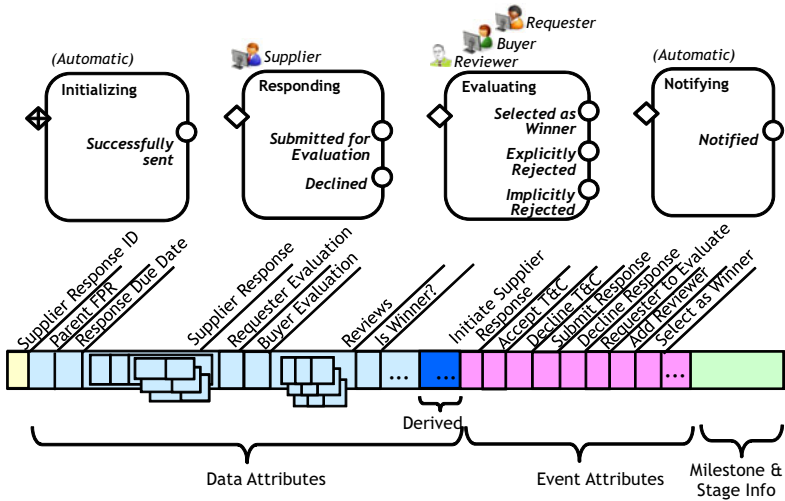 Requester
Buyer
Reviewer
Supplier
(Automatic)
(Automatic)
Initializing
Responding
Evaluating
Notifying
Successfully
sent
Submitted for
Evaluation
Declined
Selected as
Winner
Explicitly
Rejected
Implicitly
Rejected
Notified
Supplier Response ID
Parent FPR
Response Due Date
Supplier Response
Requester Evaluation
Buyer Evaluation
Reviews
Is Winner?
Initiate Supplier
Response
Accept T&C
Decline T&C
Submit Response
Decline Response
Requester to Evaluate
Add Reviewer
Select as Winner
...
...
...
Derived
Data Attributes
Event Attributes
Milestone &
Stage Info